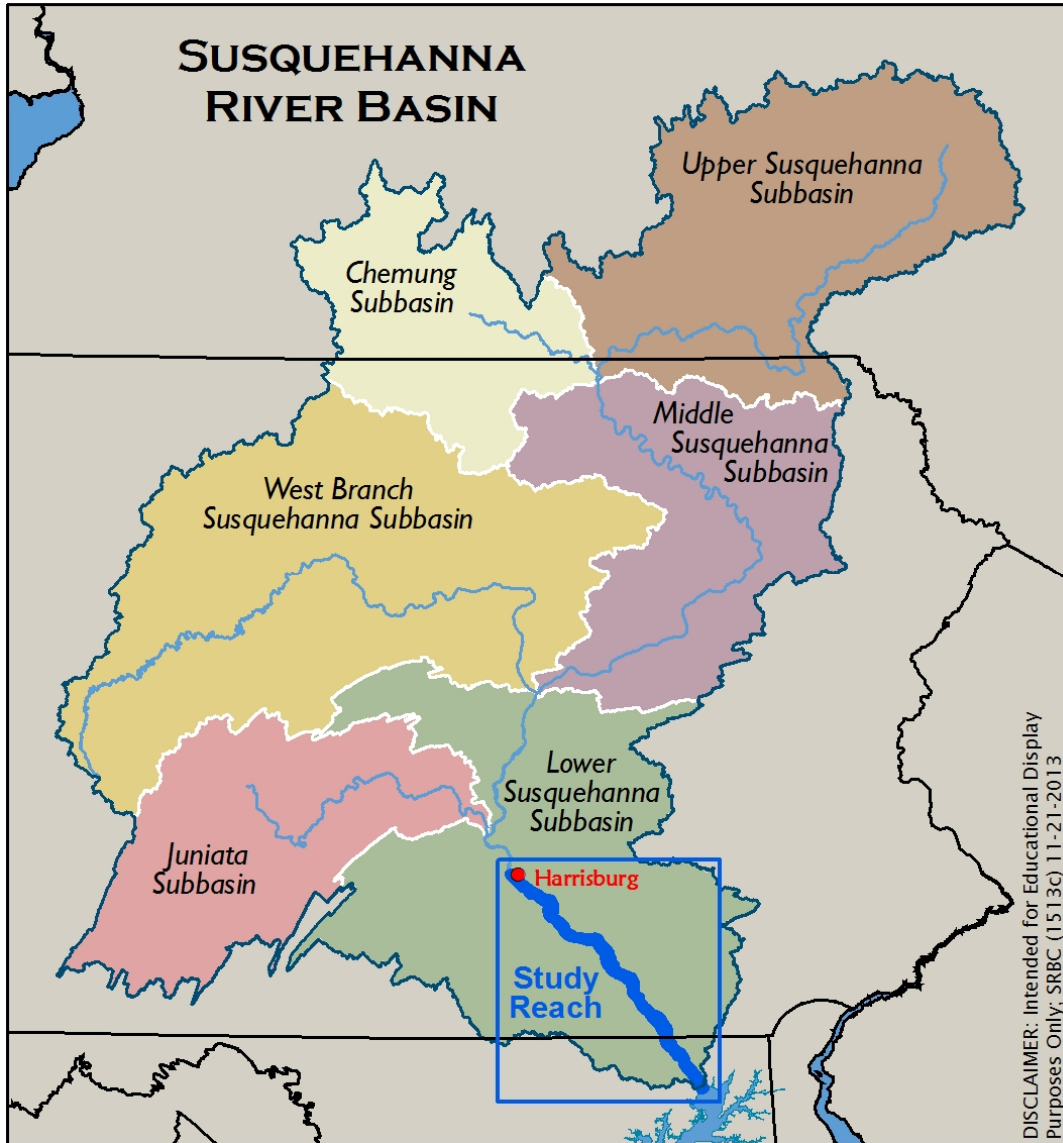 SUSQUEHANNA
RIVER BASIN
Upper Susquehanna
Subbasin
Chemung
Subbasin
Middle
Susquehanna
Subbasin
West Branch
Susquehanna Subbasin
Lower
Susquehanna
Subbasin
Juniata
Subbasin
Harrisburg
Study
Reach
DISCLAIMER: Intended for Educational Display
Purposes Only; SRBC (1513c) 11-21-2013